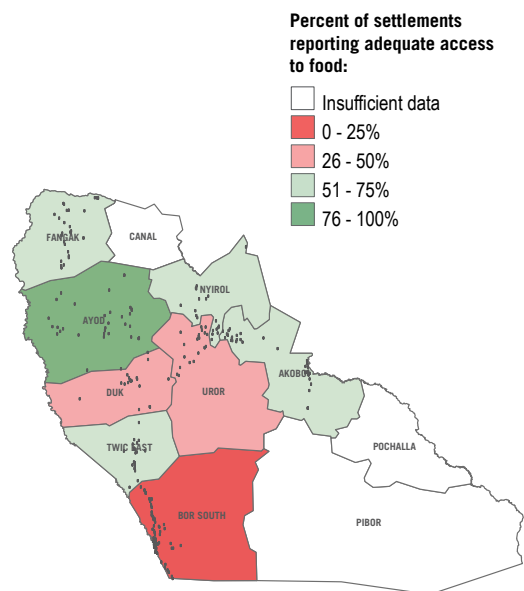 Percent of settlements
reporting adequate access
to food:
Insufficient data
0 - 25%
26 - 50%
51 - 75%
76 - 100%
FANGAK
CANAL
NYIROL
AYOD
AKOBO
DUK
UROR
TWIC EAST
POCHALLA
BOR SOUTH
PIBOR